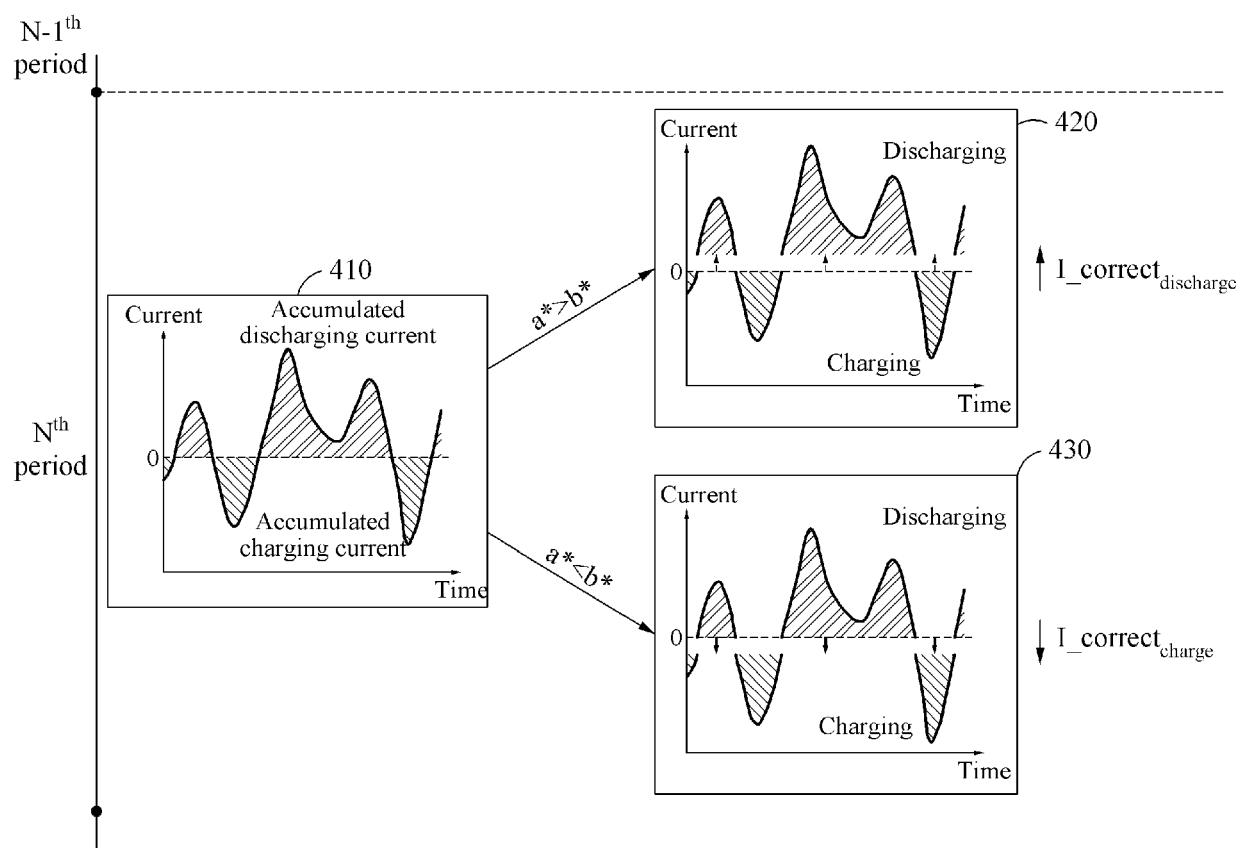 N-1th
period
420
Current
Discharging
0
Charging
Time
I_correctdischarge
410
Current
Accumulated
discharging current
0
Accumulated
charging current
Time
a*>b*
a*<b*
Nth
period
430
Current
Discharging
0
Charging
Time
I_correctcharge